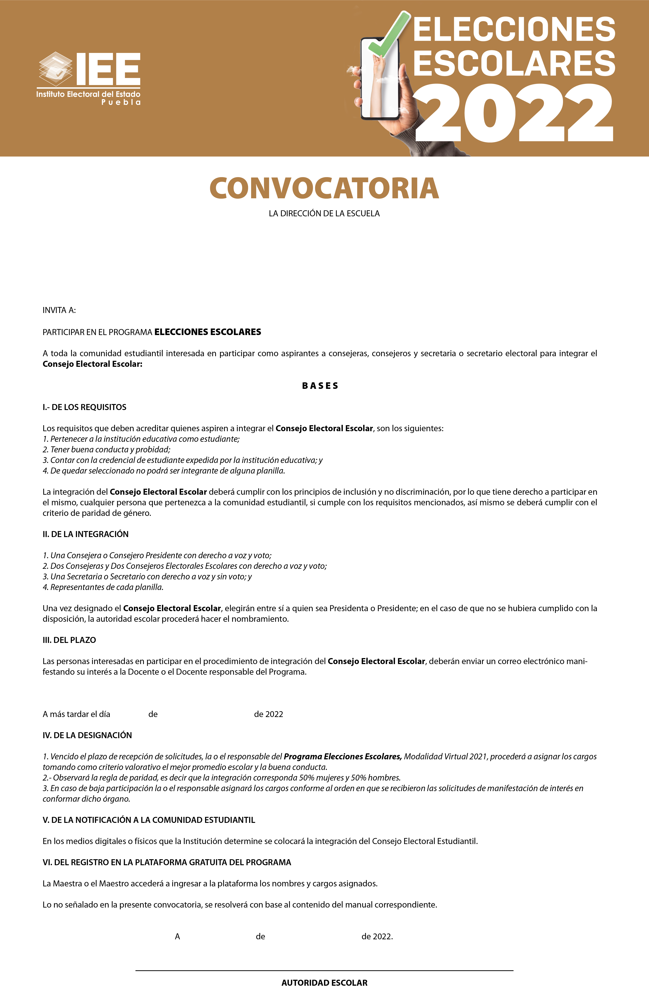 IEE
Instituto Electoral del Estado
Puebla
ELECCIONES
ESCOLARES
2022
CONVOCATORIA
LA DIRECCIÓN DE LA ESCUELA
INVITA A:
PARTICIPAR EN EL PROGRAMA ELECCIONES ESCOLARES
A toda la comunidad estudiantil interesada en participar como aspirantes a consejeras, consejeros y secretaria o secretario electoral para integrar el
Consejo Electoral Escolar:
B A S E S
I.- DE LOS REQUISITOS
Los requisitos que deben acreditar quienes aspiren a integrar el Consejo Electoral Escolar, son los siguientes:
1. Pertenecer a la institución educativa como estudiante;
2. Tener buena conducta y probidad;
3. Contar con la credencial de estudiante expedida por la institución educativa; y
4. De quedar seleccionado no podrá ser integrante de alguna planilla.
La integración del Consejo Electoral Escolar deberá cumplir con los principios de inclusión y no discriminación, por lo que tiene derecho a participar en
el mismo, cualquier persona que pertenezca a la comunidad estudiantil, si cumple con los requisitos mencionados, así mismo se deberá cumplir con el
criterio de paridad de género.
II. DE LA INTEGRACIÓN
1. Una Consejera o Consejero Presidente con derecho a voz y voto;
2. Dos Consejeras y Dos Consejeros Electorales Escolares con derecho a voz y voto;
3. Una Secretaria o Secretario con derecho a voz y sin voto; y
4. Representantes de cada planilla.
Una vez designado el Consejo Electoral Escolar, elegirán entre sí a quien sea Presidenta o Presidente; en el caso de que no se hubiera cumplido con la
disposición, la autoridad escolar procederá hacer el nombramiento.
III. DEL PLAZO
Las personas interesadas en participar en el procedimiento de integración del Consejo Electoral Escolar, deberán enviar un correo electrónico mani-
festando su interés a la Docente o el Docente responsable del Programa.
A más tardar el día de de 2022
IV. DE LA DESIGNACIÓN
1. Vencido el plazo de recepción de solicitudes, la o el responsable del Programa Elecciones Escolares, Modalidad Virtual 2021, procederá a asignar los cargos
tomando como criterio valorativo el mejor promedio escolar y la buena conducta.
2.- Observará la regla de paridad, es decir que la integración corresponda 50% mujeres y 50% hombres.
3. En caso de baja participación la o el responsable asignará los cargos conforme al orden en que se recibieron las solicitudes de manifestación de interés en
conformar dicho órgano.
V. DE LA NOTIFICACIÓN A LA COMUNIDAD ESTUDIANTIL
En los medios digitales o físicos que la Institución determine se colocará la integración del Consejo Electoral Estudiantil.
VI. DEL REGISTRO EN LA PLATAFORMA GRATUITA DEL PROGRAMA
La Maestra o el Maestro accederá a ingresar a la plataforma los nombres y cargos asignados.
Lo no señalado en la presente convocatoria, se resolverá con base al contenido del manual correspondiente.
A de de 2022.
AUTORIDAD ESCOLAR